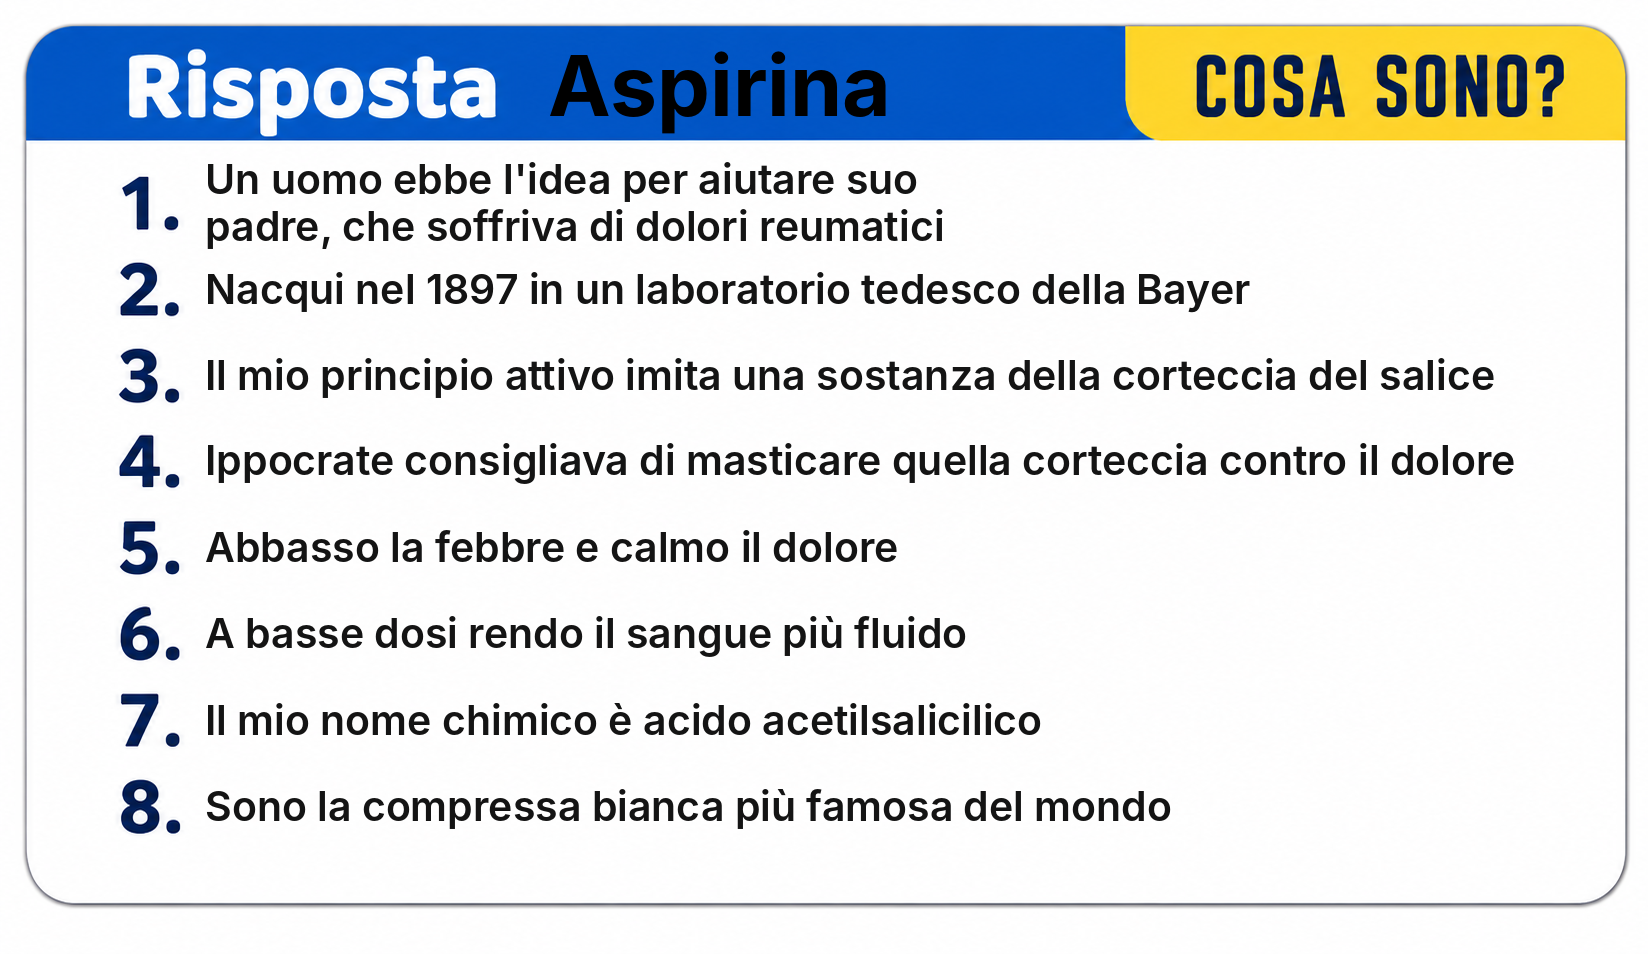 Risposta Aspirina
COSA SONO?
1. Un uomo ebbe l'idea per aiutare suo
padre, che soffriva di dolori reumatici
2. Nacqui nel 1897 in un laboratorio tedesco della Bayer
3. Il mio principio attivo imita una sostanza della corteccia del salice
4. Ippocrate consigliava di masticare quella corteccia contro il dolore
5. Abbasso la febbre e calmo il dolore
6. A basse dosi rendo il sangue più fluido
7. Il mio nome chimico è acido acetilsalicilico
8. Sono la compressa bianca più famosa del mondo